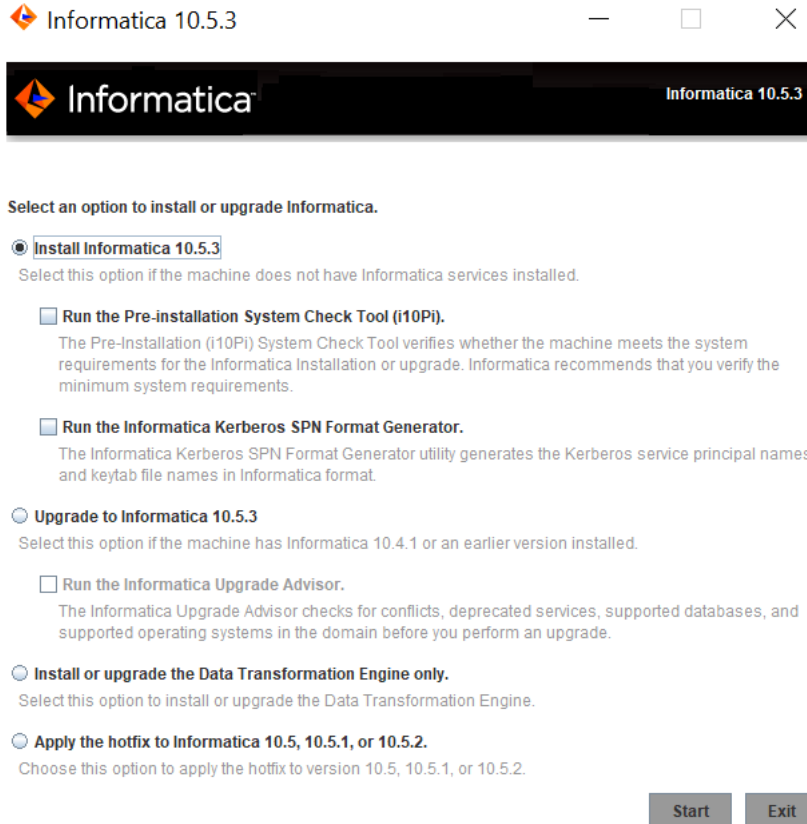 Informatica 10.5.3
Informatica
Informatica 10.5.3
Select an option to install or upgrade Informatica.
Install Informatica 10.5.3
Select this option if the machine does not have Informatica services installed.
Run the Pre-installation System Check Tool (i10Pi).
The Pre-Installation (i10Pi) System Check Tool verifies whether the machine meets the system
requirements for the Informatica Installation or upgrade. Informatica recommends that you verify the
minimum system requirements.
Run the Informatica Kerberos SPN Format Generator.
The Informatica Kerberos SPN Format Generator utility generates the Kerberos service principal names
and keytab file names in Informatica format.
Upgrade to Informatica 10.5.3
Select this option if the machine has Informatica 10.4.1 or an earlier version installed.
Run the Informatica Upgrade Advisor.
The Informatica Upgrade Advisor checks for conflicts, deprecated services, supported databases, and
supported operating systems in the domain before you perform an upgrade.
Install or upgrade the Data Transformation Engine only.
Select this option to install or upgrade the Data Transformation Engine.
Apply the hotfix to Informatica 10.5, 10.5.1, or 10.5.2.
Choose this option to apply the hotfix to version 10.5, 10.5.1, or 10.5.2.
Start Exit